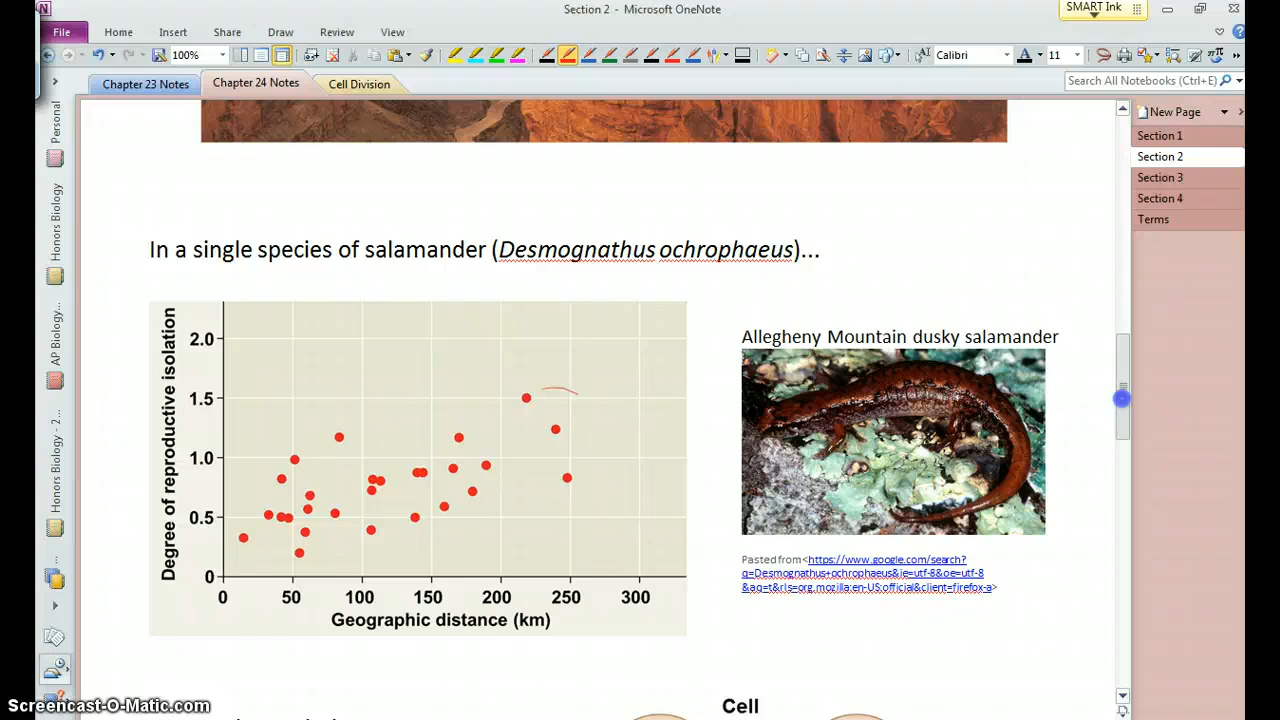 Section 2 - Microsoft OneNote
SMART Ink
File Home Insert Share Draw Review View
100% Calibri A 11
Chapter 23 Notes Chapter 24 Notes Cell Division
Search All Notebooks (Ctrl+E)
New Page
Section 1
Section 2
Section 3
Section 4
Terms
Personal
Honors Biology
AP Biology...
Honors Biology - 2...
In a single species of salamander (Desmognathus ochrophaeus)...
Degree of reproductive isolation
2.0
1.5
1.0
0.5
0
0 50 100 150 200 250 300
Geographic distance (km)
Allegheny Mountain dusky salamander
Pasted from <https://www.google.com/search?
q=Desmognathus+ochrophaeus&ie=utf-8&oe=utf-8
&aq=t&rls=org.mozilla:en-US:official&client=firefox-a>
Cell
Screencast-O-Matic.com